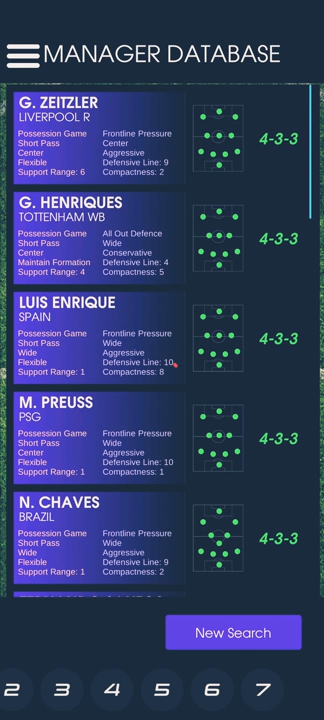 MANAGER DATABASE
G. ZEITZLER
LIVERPOOL R
Possession Game Frontline Pressure
Short Pass Center
Center Aggressive
Flexible Defensive Line: 9
Support Range: 6 Compactness: 2
4-3-3
G. HENRIQUES
TOTTENHAM WB
Possession Game All Out Defence
Short Pass Wide
Center Conservative
Maintain Formation Defensive Line: 4
Support Range: 4 Compactness: 5
4-3-3
LUIS ENRIQUE
SPAIN
Possession Game Frontline Pressure
Short Pass Wide
Wide Aggressive
Flexible Defensive Line: 10
Support Range: 1 Compactness: 8
4-3-3
M. PREUSS
PSG
Possession Game Frontline Pressure
Short Pass Wide
Center Aggressive
Flexible Defensive Line: 10
Support Range: 1 Compactness: 1
4-3-3
N. CHAVES
BRAZIL
Possession Game Frontline Pressure
Short Pass Wide
Wide Aggressive
Flexible Defensive Line: 9
Support Range: 1 Compactness: 2
4-3-3
New Search
2 3 4 5 6 7